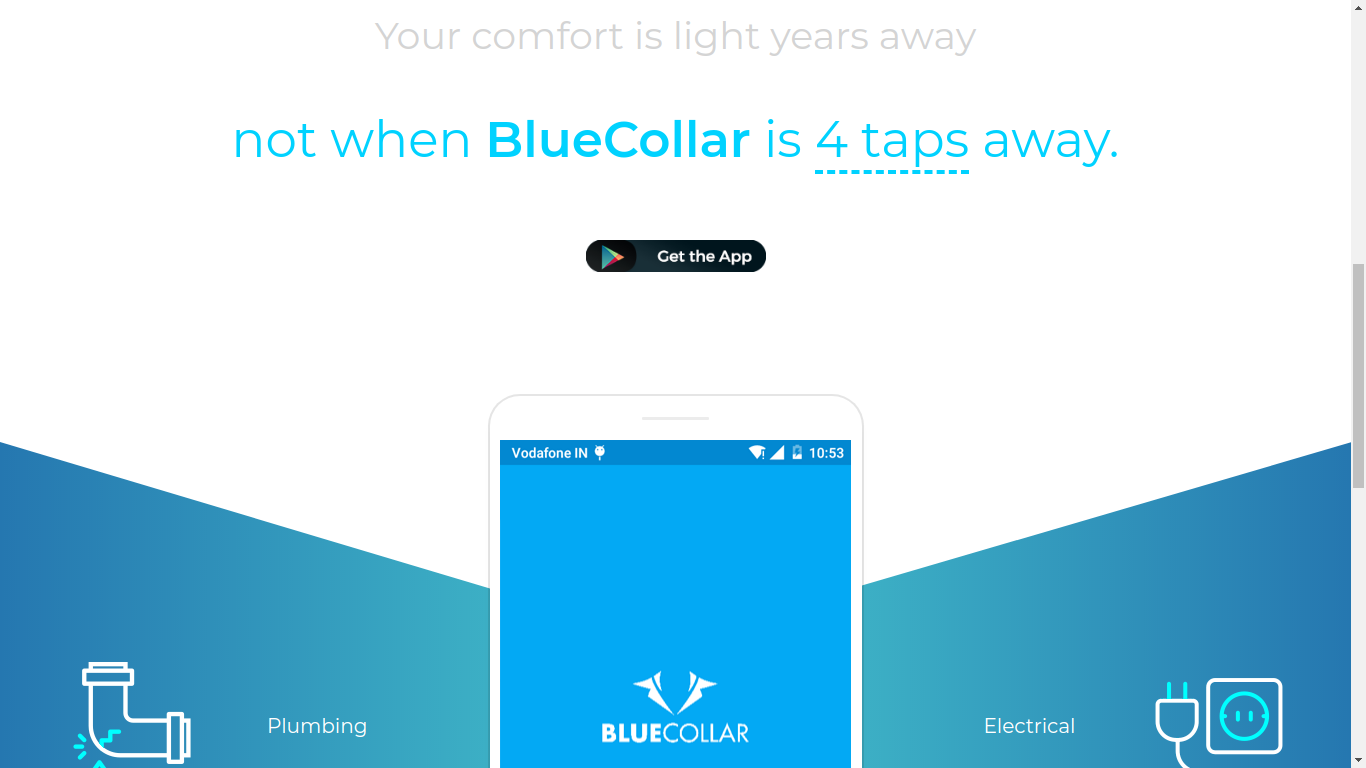 Your comfort is light years away
not when BlueCollar is 4 taps away.
Get the App
Vodafone IN 10:53
BLUECOLLAR
Plumbing
Electrical